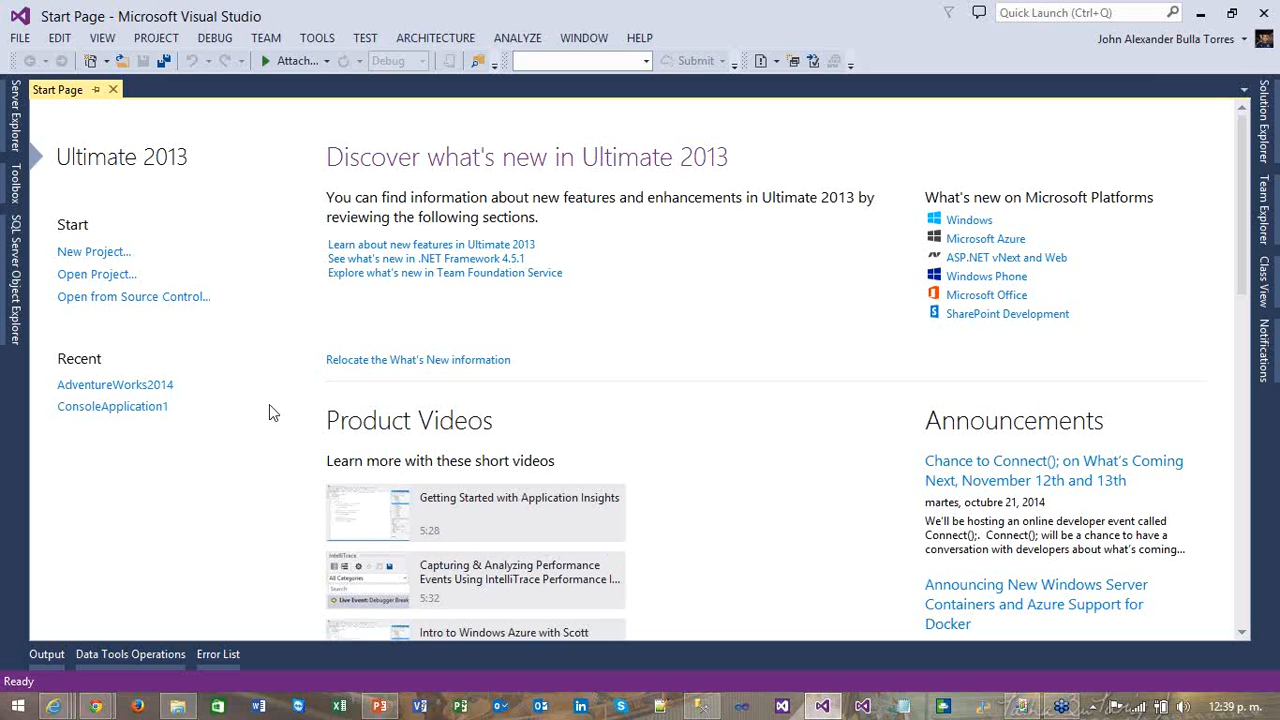 Start Page - Microsoft Visual Studio
Quick Launch (Ctrl+Q)
FILE EDIT VIEW PROJECT DEBUG TEAM TOOLS TEST ARCHITECTURE ANALYZE WINDOW HELP
John Alexander Bulla Torres
Attach... Debug Submit
Start Page
Server Explorer
Toolbox
SQL Server Object Explorer
Ultimate 2013
Start
New Project...
Open Project...
Open from Source Control...
Recent
AdventureWorks2014
ConsoleApplication1
Discover what's new in Ultimate 2013
You can find information about new features and enhancements in Ultimate 2013 by
reviewing the following sections.
Learn about new features in Ultimate 2013
See what's new in .NET Framework 4.5.1
Explore what's new in Team Foundation Service
Relocate the What's New information
What's new on Microsoft Platforms
Windows
Microsoft Azure
ASP.NET vNext and Web
Windows Phone
Microsoft Office
SharePoint Development
Product Videos
Learn more with these short videos
Getting Started with Application Insights
5:28
IntelliTrace
All Categories
Search
Live Event: Debugger Break
Capturing & Analyzing Performance
Events Using IntelliTrace Performance I...
5:32
Intro to Windows Azure with Scott
Announcements
Chance to Connect(); on What's Coming
Next, November 12th and 13th
martes, octubre 21, 2014
We'll be hosting an online developer event called
Connect();. Connect(); will be a chance to have a
conversation with developers about what's coming...
Announcing New Windows Server
Containers and Azure Support for
Docker
Solution Explorer
Team Explorer
Class View
Notifications
Output Data Tools Operations Error List
Ready
12:39 p. m.